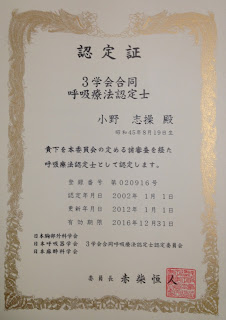 認定証
3学会合同
呼吸療法認定士
小野 志操 殿
昭和45年8月19日生
貴下を本委員会の定める諸審査を経た
呼吸療法認定士として認定します。
登録番号 第020916号
認定年月日 2002年 1月 1日
更新年月日 2012年 1月 1日
有効期限 2016年12月31日
日本胸部外科学会
日本呼吸器学会 3学会合同呼吸療法認定士認定委員会
日本麻酔科学会
委員長 赤柴恒人